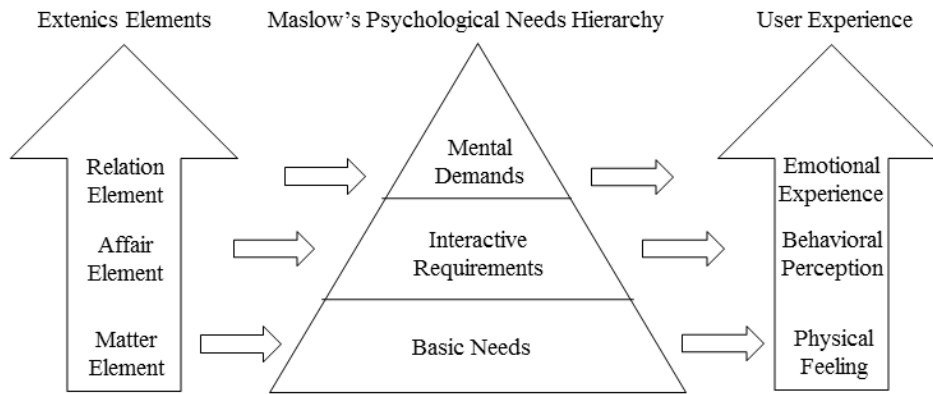 Extenics Elements
Maslow's Psychological Needs Hierarchy
User Experience
Relation
Element
Mental
Demands
Emotional
Experience
Affair
Element
Interactive
Requirements
Behavioral
Perception
Matter
Element
Basic Needs
Physical
Feeling